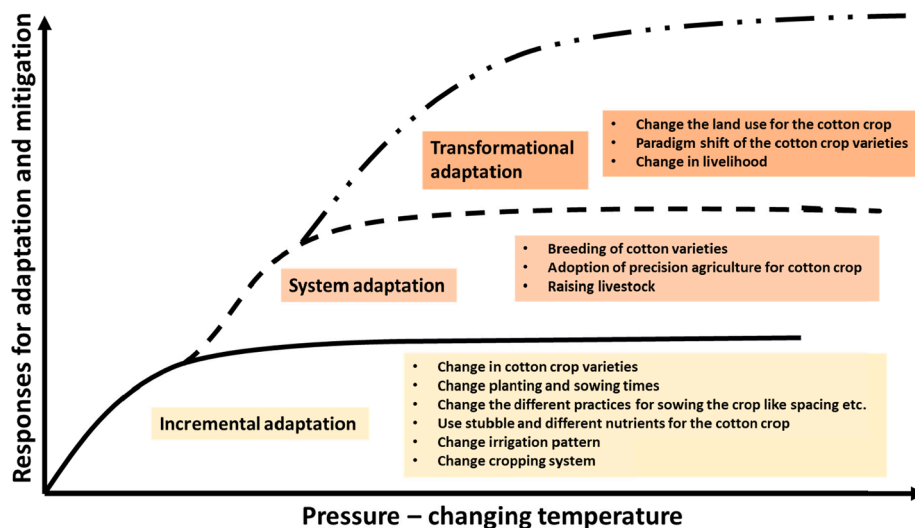 Responses for adaptation and mitigation
Transformational
adaptation
• Change the land use for the cotton crop
• Paradigm shift of the cotton crop varieties
• Change in livelihood
System adaptation
• Breeding of cotton varieties
• Adoption of precision agriculture for cotton crop
• Raising livestock
Incremental adaptation
• Change in cotton crop varieties
• Change planting and sowing times
• Change the different practices for sowing the crop like spacing etc.
• Use stubble and different nutrients for the cotton crop
• Change irrigation pattern
• Change cropping system
Pressure – changing temperature